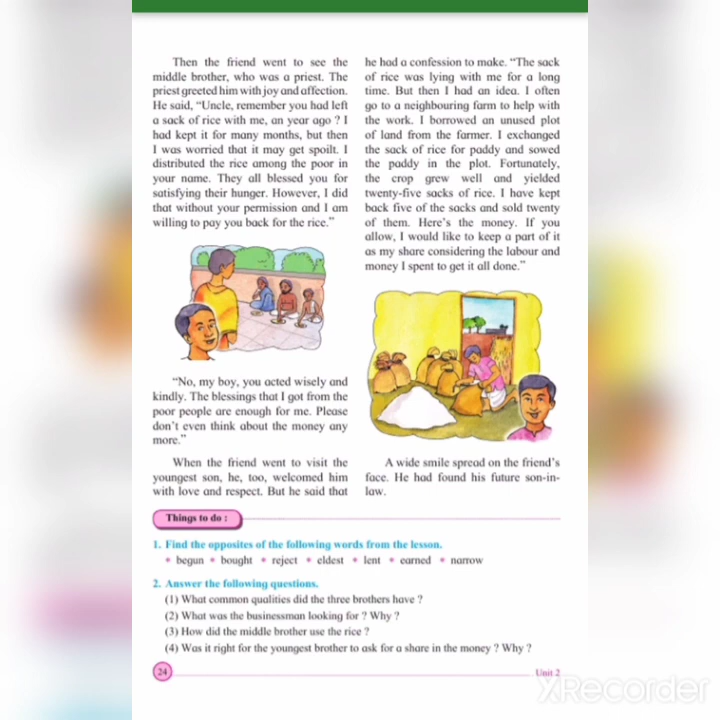 Then the friend went to see the
middle brother, who was a priest. The
priest greeted him with joy and affection.
He said, “Uncle, remember you had left
a sack of rice with me, an year ago ? I
had kept it for many months, but then
I was worried that it may get spoilt. I
distributed the rice among the poor in
your name. They all blessed you for
satisfying their hunger. However, I did
that without your permission and I am
willing to pay you back for the rice.”
“No, my boy, you acted wisely and
kindly. The blessings that I got from the
poor people are enough for me. Please
don’t even think about the money any
more.”
When the friend went to visit the
youngest son, he, too, welcomed him
with love and respect. But he said that
he had a confession to make. “The sack
of rice was lying with me for a long
time. But then I had an idea. I often
go to a neighbouring farm to help with
the work. I borrowed an unused plot
of land from the farmer. I exchanged
the sack of rice for paddy and sowed
the paddy in the plot. Fortunately,
the crop grew well and yielded
twenty-five sacks of rice. I have kept
back five of the sacks and sold twenty
of them. Here’s the money. If you
allow, I would like to keep a part of it
as my share considering the labour and
money I spent to get it all done.”
A wide smile spread on the friend’s
face. He had found his future son-in-
law.
Things to do :
1. Find the opposites of the following words from the lesson.
• begun • bought • reject • eldest • lent • earned • narrow
2. Answer the following questions.
(1) What common qualities did the three brothers have ?
(2) What was the businessman looking for ? Why ?
(3) How did the middle brother use the rice ?
(4) Was it right for the youngest brother to ask for a share in the money ? Why ?
24
Unit 2
XRecorder